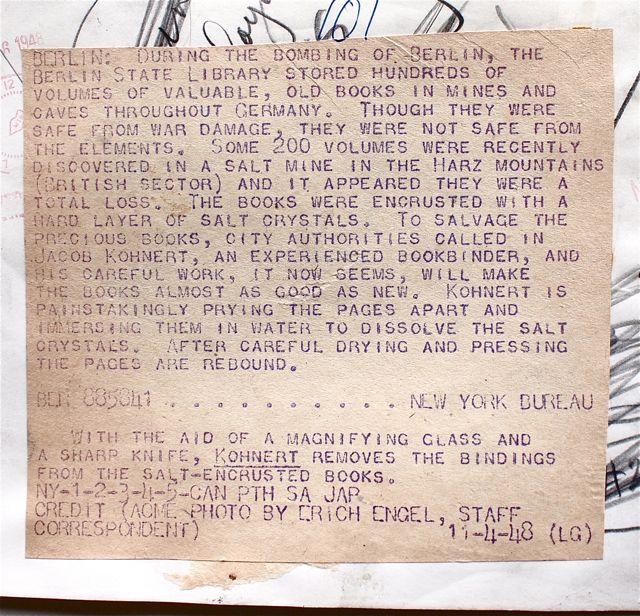 BERLIN: DURING THE BOMBING OF BERLIN, THE
BERLIN STATE LIBRARY STORED HUNDREDS OF
VOLUMES OF VALUABLE, OLD BOOKS IN MINES AND
CAVES THROUGHOUT GERMANY. THOUGH THEY WERE
SAFE FROM WAR DAMAGE, THEY WERE NOT SAFE FROM
THE ELEMENTS. SOME 200 VOLUMES WERE RECENTLY
DISCOVERED IN A SALT MINE IN THE HARZ MOUNTAINS
(BRITISH SECTOR) AND IT APPEARED THEY WERE A
TOTAL LOSS. THE BOOKS WERE ENCRUSTED WITH A
HARD LAYER OF SALT CRYSTALS. TO SALVAGE THE
PRECIOUS BOOKS, CITY AUTHORITIES CALLED IN
JACOB KOHNERT, AN EXPERIENCED BOOKBINDER, AND
HIS CAREFUL WORK, IT NOW SEEMS, WILL MAKE
THE BOOKS ALMOST AS GOOD AS NEW. KOHNERT IS
PAINSTAKINGLY PRYING THE PAGES APART AND
IMMERSING THEM IN WATER TO DISSOLVE THE SALT
CRYSTALS. AFTER CAREFUL DRYING AND PRESSING
THE PAGES ARE REBOUND.
BER . . . . . . . . . . . NEW YORK BUREAU
WITH THE AID OF A MAGNIFYING GLASS AND
A SHARP KNIFE, KOHNERT REMOVES THE BINDINGS
FROM THE SALT-ENCRUSTED BOOKS.
NY-1-2-3-4-5-CAN PTH SA JAP
CREDIT (ACME PHOTO BY ERICH ENGEL, STAFF
CORRESPONDENT) 11-4-48 (LG)